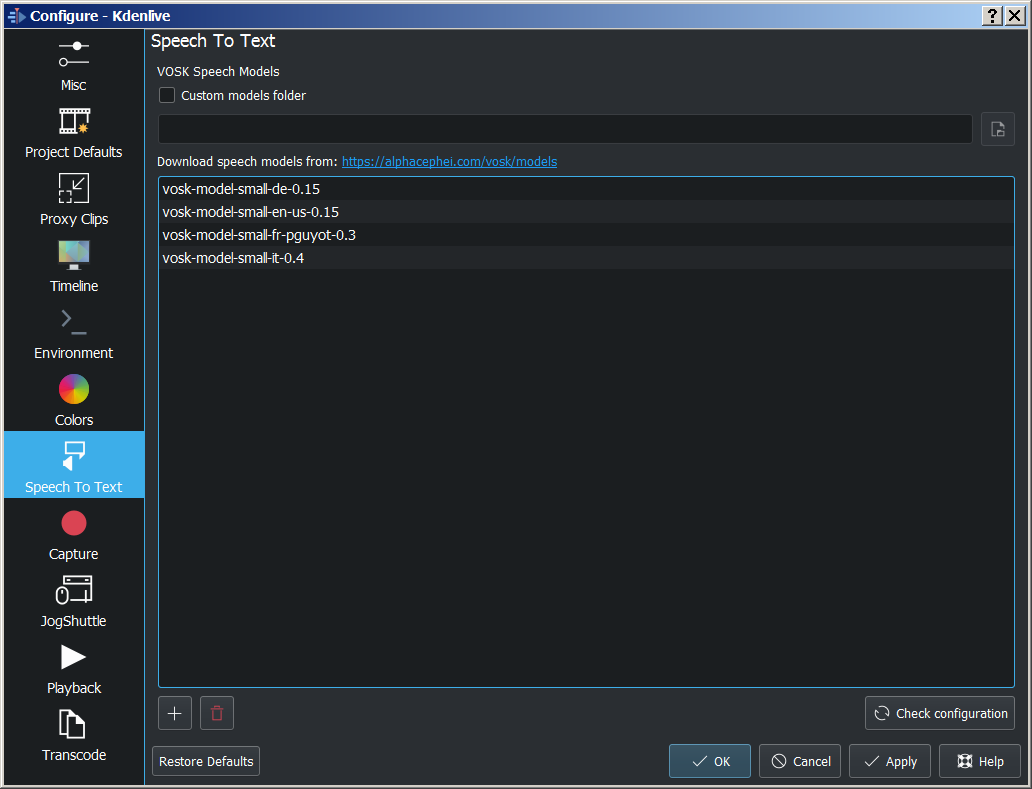 Configure - Kdenlive
Misc
Project Defaults
Proxy Clips
Timeline
Environment
Colors
Speech To Text
Capture
JogShuttle
Playback
Transcode
Speech To Text
VOSK Speech Models
Custom models folder
Download speech models from: https://alphacephei.com/vosk/models
vosk-model-small-de-0.15
vosk-model-small-en-us-0.15
vosk-model-small-fr-pguyot-0.3
vosk-model-small-it-0.4
Check configuration
Restore Defaults
OK
Cancel
Apply
Help